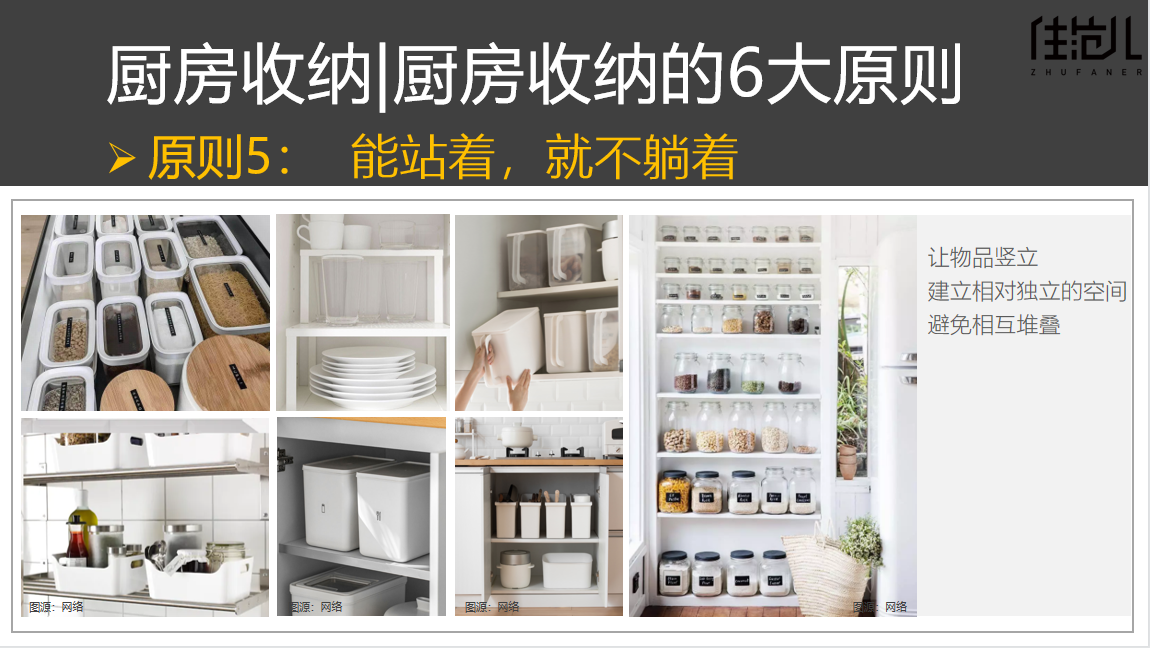 厨房收纳|厨房收纳的6大原则
住范儿
ZHUFANER
原则5： 能站着，就不躺着
让物品竖立
建立相对独立的空间
避免相互堆叠
图源：网络
图源：网络
图源：网络
图源：网络